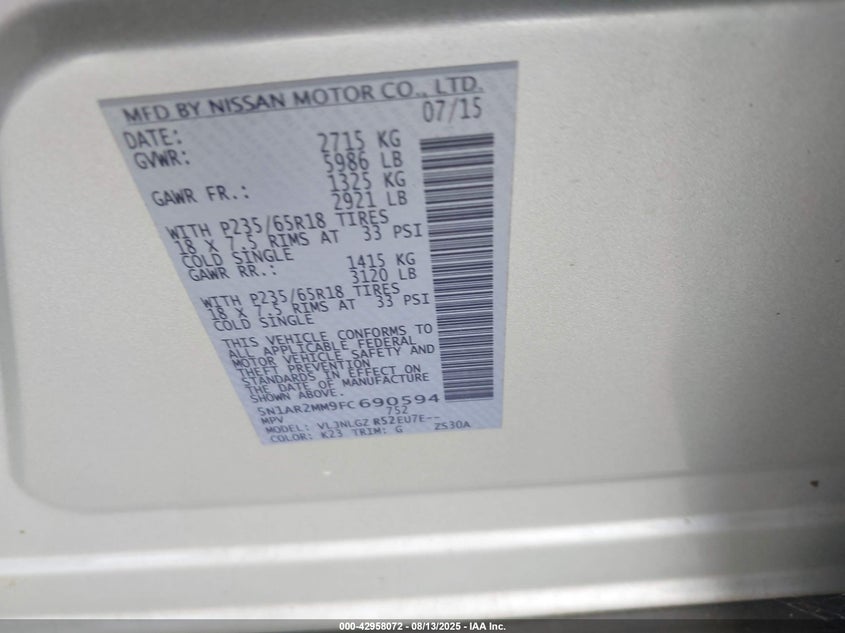 MFD BY NISSAN MOTOR CO., LTD.
DATE: 07/15
GVWR: 2715 KG
5986 LB
GAWR FR.: 1325 KG
2921 LB
WITH P235/65R18 TIRES
18 X 7.5 RIMS AT 33 PSI
COLD SINGLE
GAWR RR.: 1415 KG
3120 LB
WITH P235/65R18 TIRES
18 X 7.5 RIMS AT 33 PSI
COLD SINGLE
THIS VEHICLE CONFORMS TO
ALL APPLICABLE FEDERAL
MOTOR VEHICLE SAFETY AND
THEFT PREVENTION
STANDARDS IN EFFECT ON
THE DATE OF MANUFACTURE
SHOWN ABOVE.
5N1AR2MM9FC690594
MPV 752
MODEL: VLJNLGZ R52EU7E--
COLOR: K23 TRIM: G ZS30A
000-42958072 - 08/13/2025 - IAA Inc.